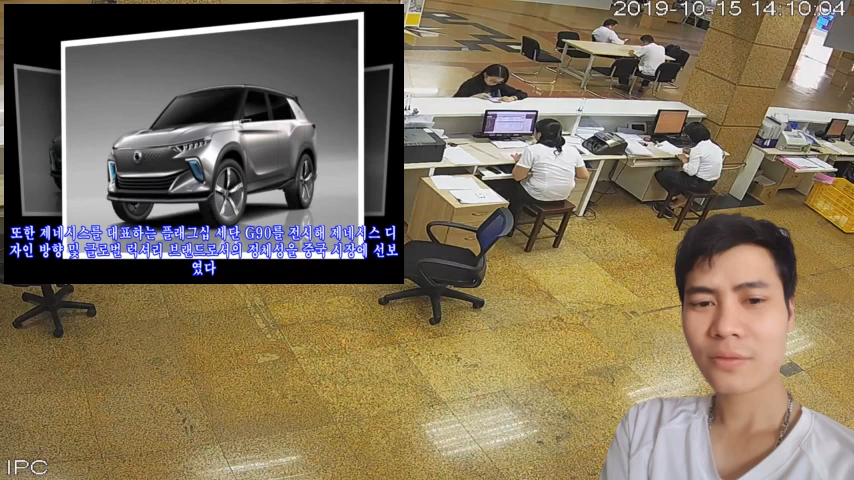 2019-10-15 14:10:04
또한 제네시스를 대표하는 플래그십 세단 G90를 전시해 제네시스 디
자인 방향 및 글로벌 럭셔리 브랜드로서의 정체성을 중국 시장에 선보
였다
IPC